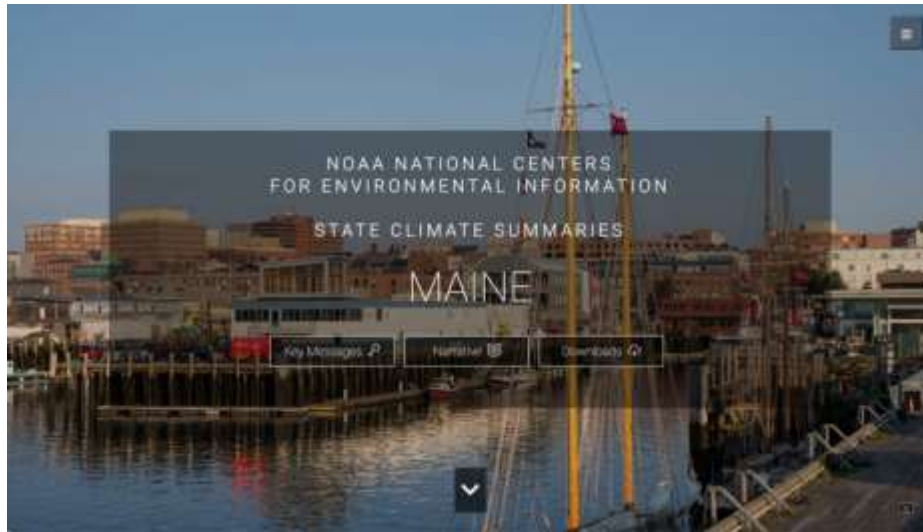 NOAA NATIONAL CENTERS
FOR ENVIRONMENTAL INFORMATION
STATE CLIMATE SUMMARIES
MAINE
Key Messages
Narrative
Downloads